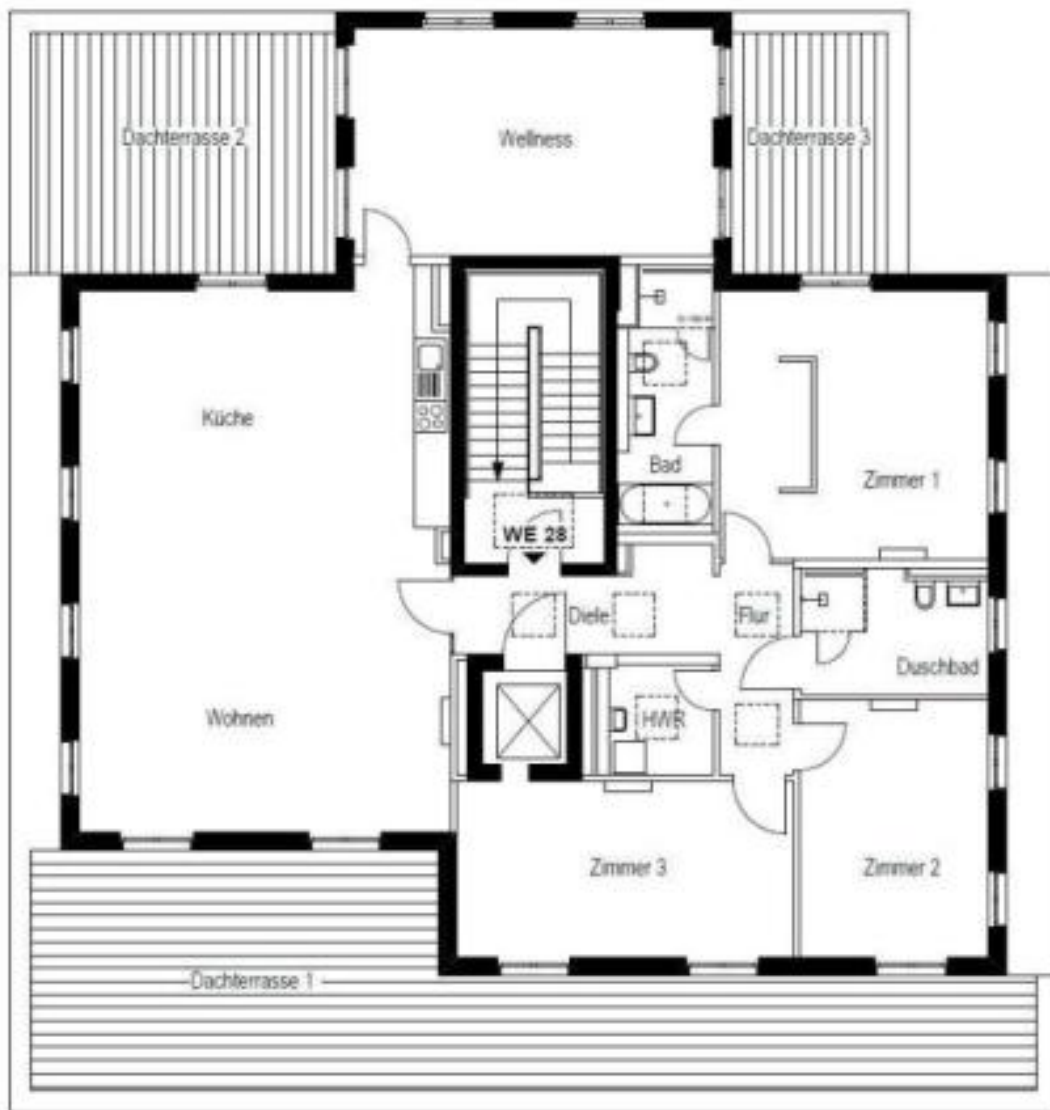 Dachterrasse 2
Wellness
Dachterrasse 3
Küche
Bad
Zimmer 1
WE 28
Diele
Flur
Duschbad
Wohnen
HWR
Zimmer 3
Zimmer 2
Dachterrasse 1